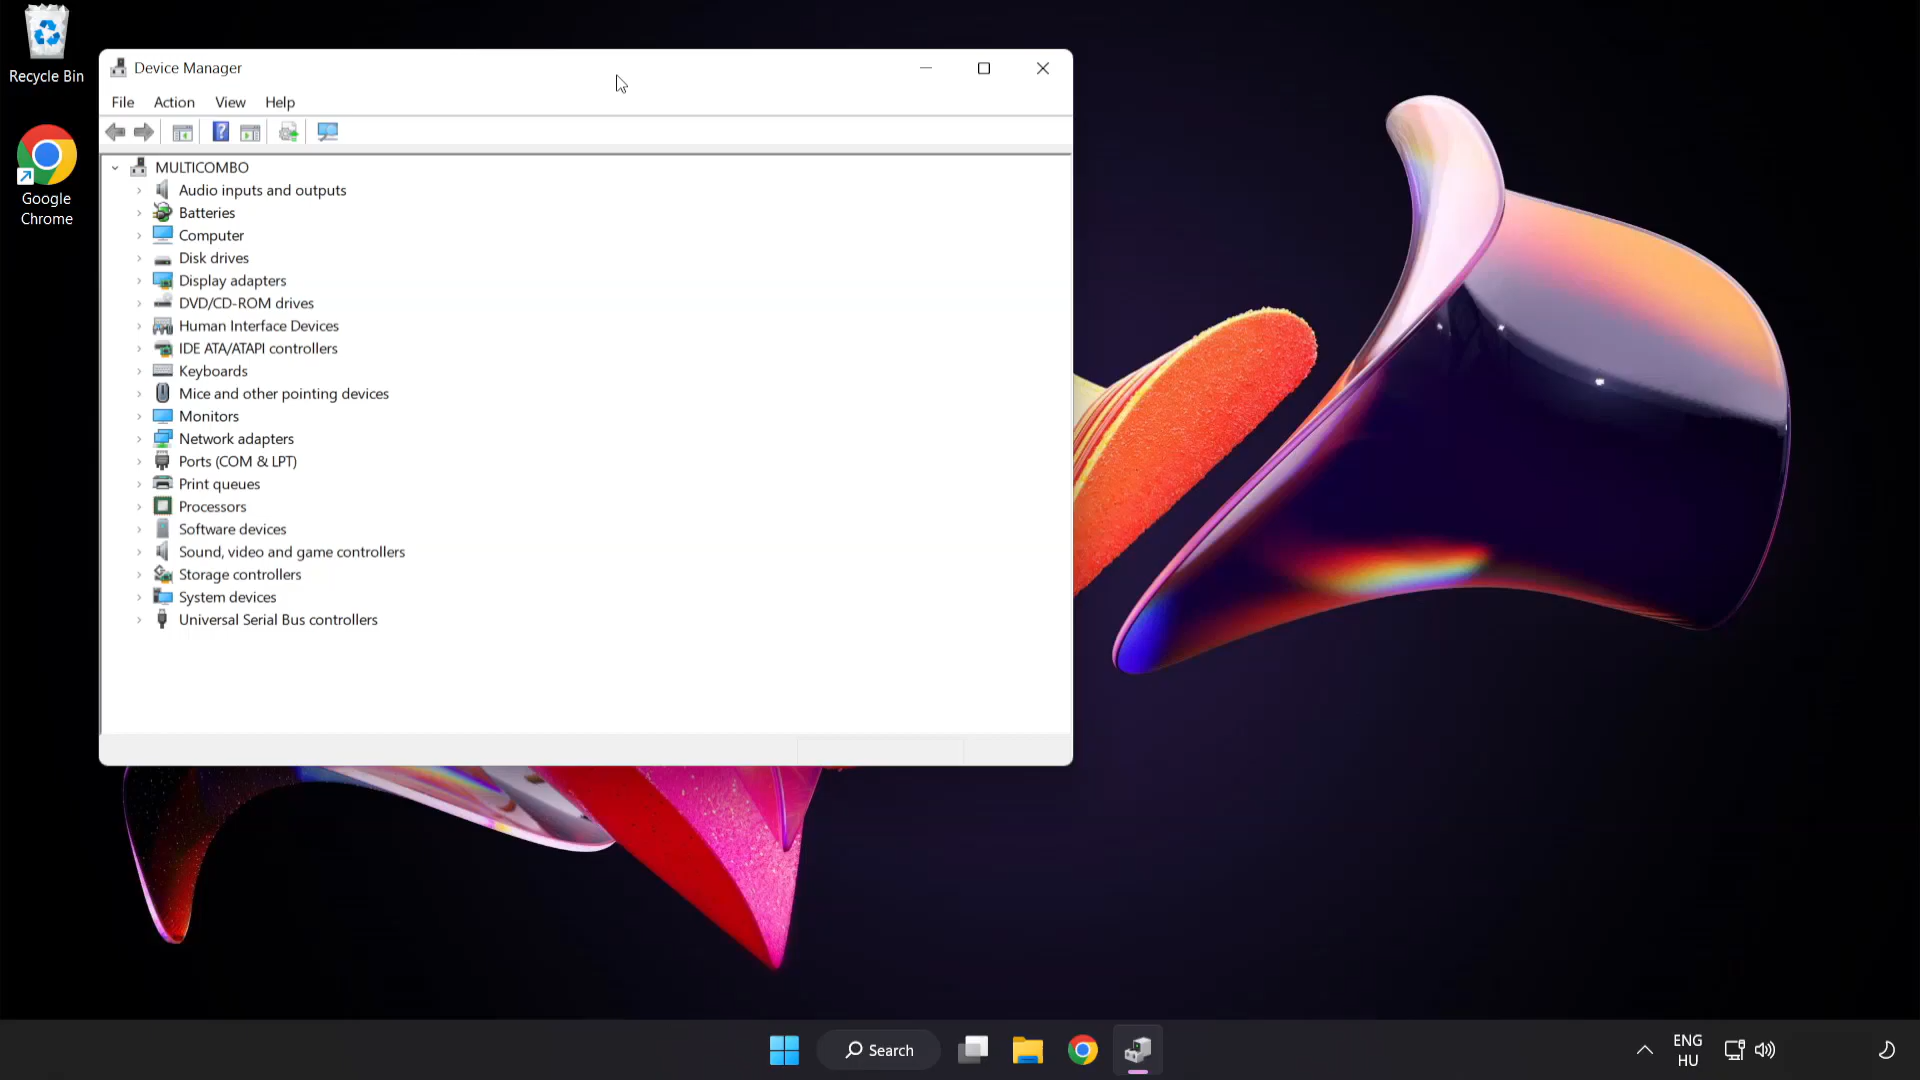 Recycle Bin
Google
Chrome
Device Manager
File Action View Help
MULTICOMBO
Audio inputs and outputs
Batteries
Computer
Disk drives
Display adapters
DVD/CD-ROM drives
Human Interface Devices
IDE ATA/ATAPI controllers
Keyboards
Mice and other pointing devices
Monitors
Network adapters
Ports (COM & LPT)
Print queues
Processors
Software devices
Sound, video and game controllers
Storage controllers
System devices
Universal Serial Bus controllers
Search
ENG
HU